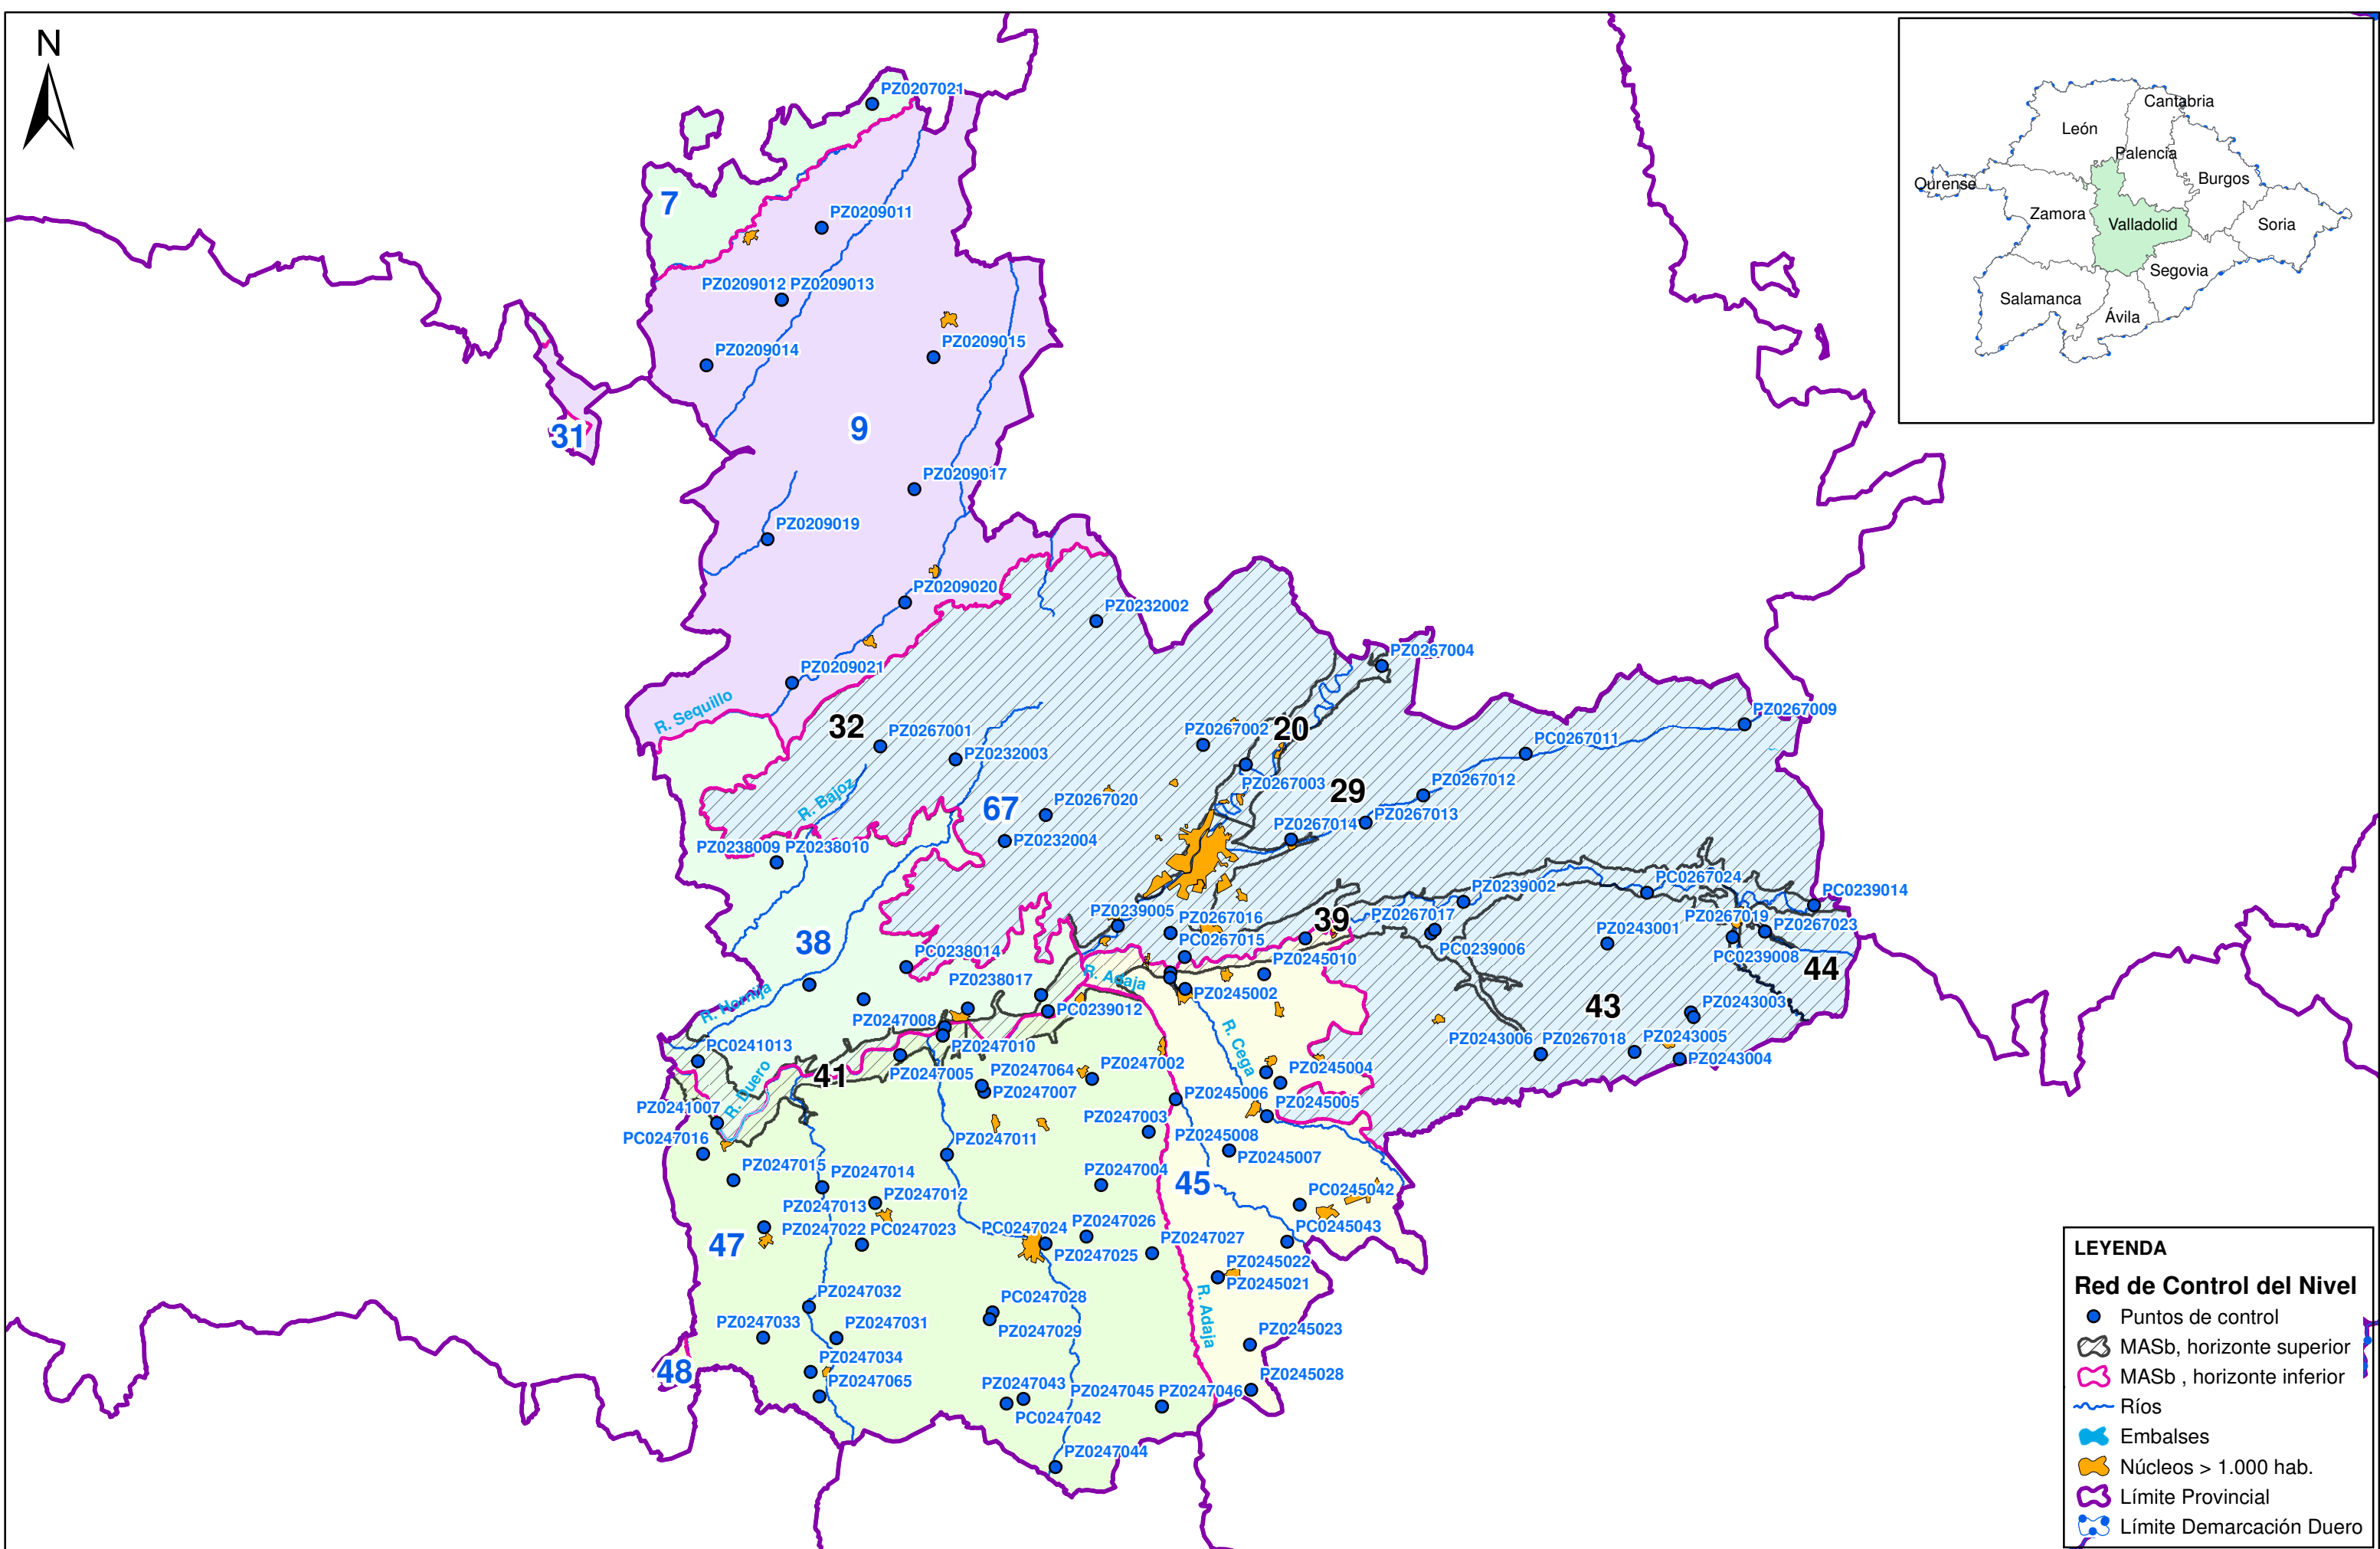 N
PZ0207021
7
PZ0209011
PZ0209012 PZ0209013
PZ0209014
PZ0209015
9
31
PZ0209017
PZ0209019
PZ0209020
PZ0232002
PZ0209021
PZ0267004
R. Sequillo
32
PZ0267001
PZ0232003
PZ0267002
20
PZ0267009
PC0267011
R. Bajoz
67
PZ0267020
PZ0267003
29
PZ0267012
PZ0267013
PZ0267014
PZ0232004
PZ0238009 PZ0238010
PZ0239002
PC0267024
PC0239014
PZ0239005
PZ0267016
39
PZ0267017
PZ0267019
PZ0267023
38
PC0267015
PZ0243001
PC0239006
PC0239008
PC0238014
PZ0245010
44
R. Adaja
PZ0238017
PZ0245002
R. Hornija
PC0239012
43
PZ0243003
PZ0247008
R. Cega
PZ0247010
PZ0243006 PZ0267018
PZ0243005
PZ0243004
PC0241013
41
PZ0247005
PZ0247064
PZ0247002
PZ0245004
R. Duero
PZ0247007
PZ0245006
PZ0245005
PZ0241007
PZ0247003
PC0247016
PZ0247011
PZ0245008
PZ0245007
PZ0247015
PZ0247014
PZ0247004
45
PZ0247012
PC0245042
PZ0247013
PZ0247022 PC0247023
PC0247024
PZ0247026
PC0245043
47
PZ0247025
PZ0247027
PZ0245022
PZ0245021
PZ0247032
PC0247028
R. Adaja
PZ0247033
PZ0247031
PZ0247029
PZ0245023
PZ0247034
48
PZ0247065
PZ0247043
PZ0247045 PZ0247046
PZ0245028
PC0247042
PZ0247044
Cantabria
León
Palencia
Ourense
Burgos
Zamora
Valladolid
Soria
Segovia
Salamanca
Ávila
LEYENDA
Red de Control del Nivel
Puntos de control
MASb, horizonte superior
MASb , horizonte inferior
Ríos
Embalses
Núcleos > 1.000 hab.
Límite Provincial
Límite Demarcación Duero